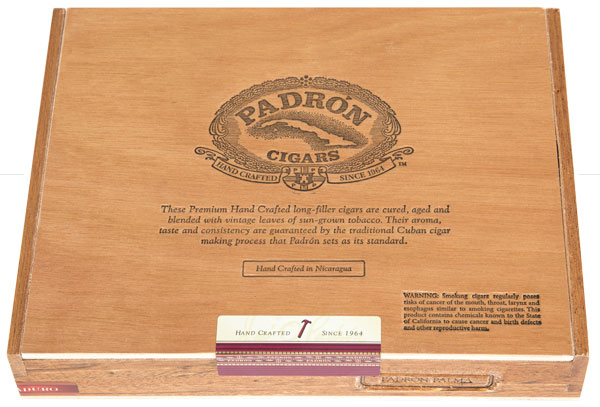 PADRÓN
CIGARS
HAND CRAFTED SINCE 1964 ™
These Premium Hand Crafted long-filler cigars are cured, aged and
blended with vintage leaves of sun-grown tobacco. Their aroma,
taste and consistency are guaranteed by the traditional Cuban cigar
making process that Padrón sets as its standard.
Hand Crafted in Nicaragua
WARNING: Smoking cigars regularly poses
risks of cancer of the mouth, throat, larynx and
esophagus similar to smoking cigarettes. This
product contains chemicals known to the State
of California to cause cancer and birth defects
and other reproductive harm.
HAND CRAFTED SINCE 1964
PADRÓN PALMA